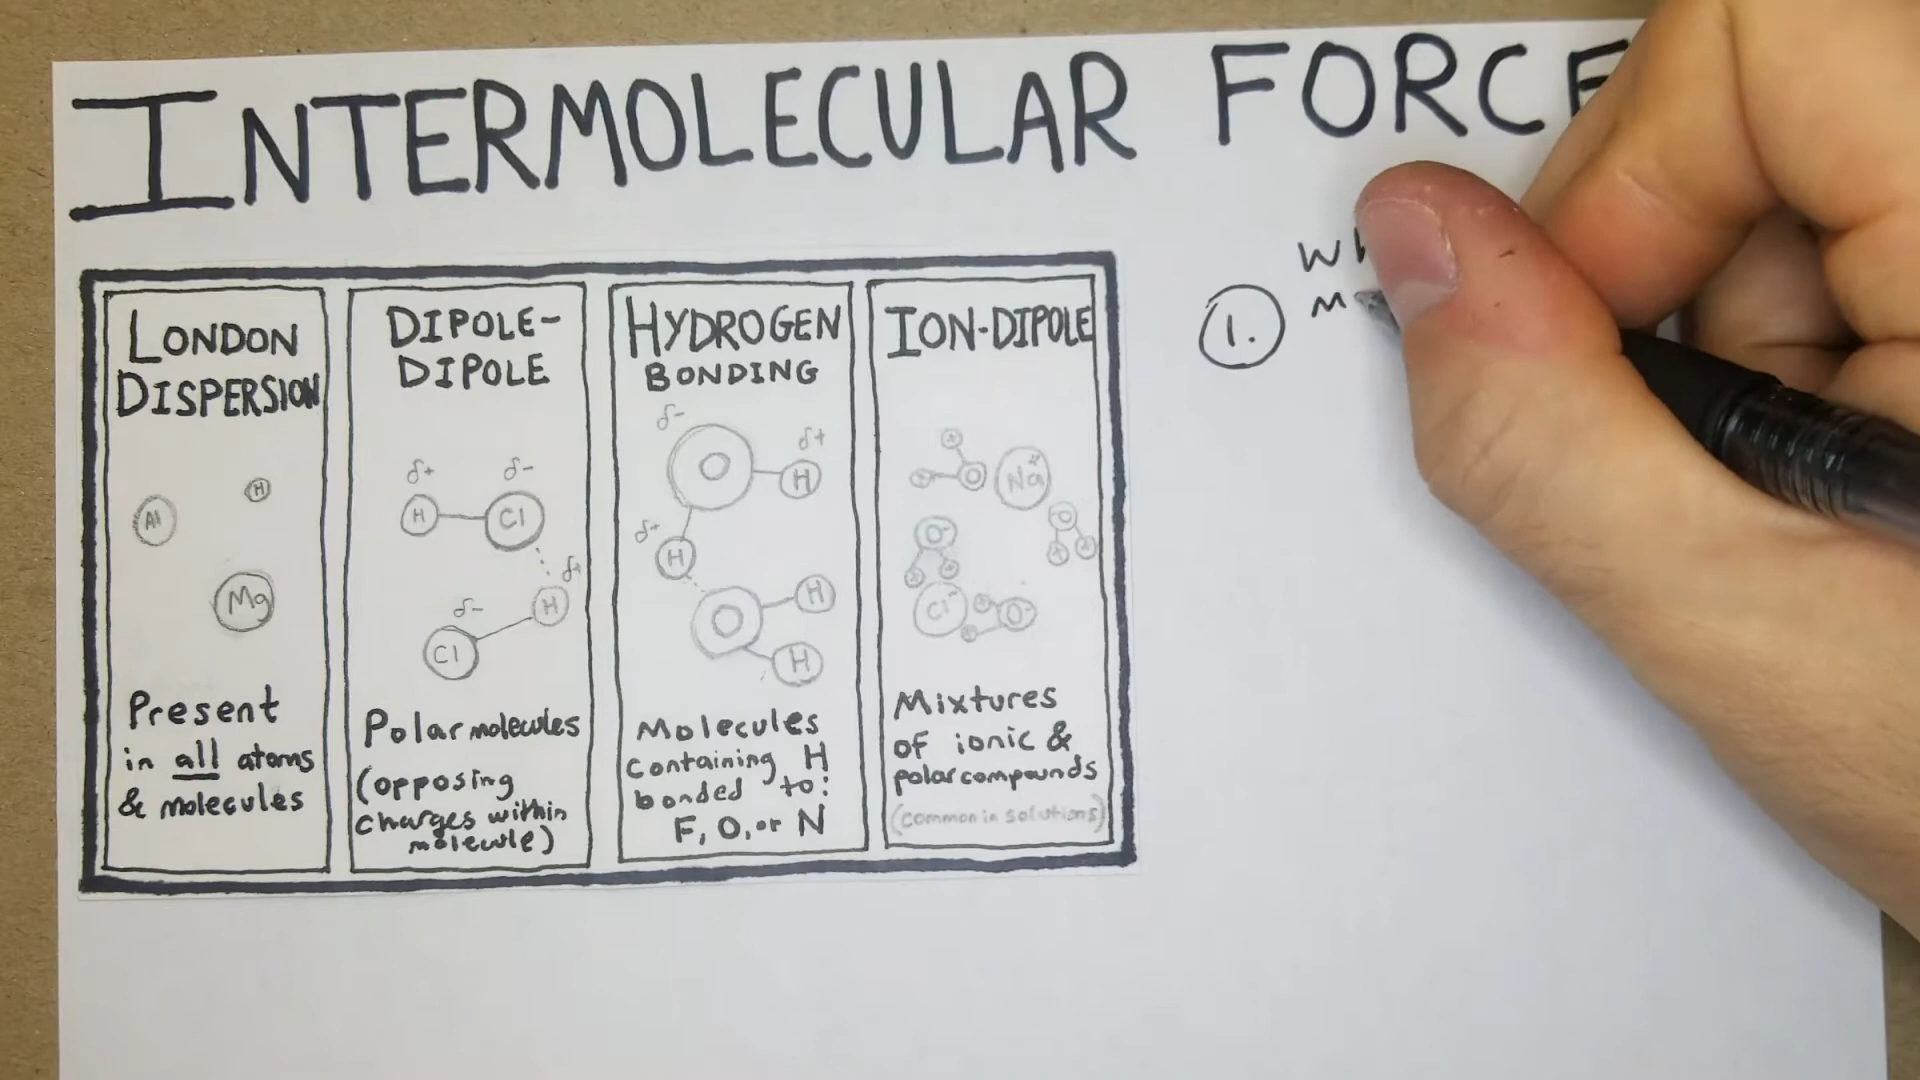 INTERMOLECULAR FORCE
LONDON
DISPERSION
Al
H
Mg
Present
in all atoms
& molecules
DIPOLE-
DIPOLE
δ+ δ-
H Cl
δ+
δ-
H
Cl
Polar molecules
(opposing
charges within
molecule)
HYDROGEN
BONDING
δ-
δ+
O H
δ+
H
O H
H
Molecules
containing H
bonded to:
F, O, or N
ION-DIPOLE
+
+ O Na+
O
O-
+ +
+ +
Cl- + O-
+
Mixtures
of ionic &
polar compounds
(common in solutions)
1.